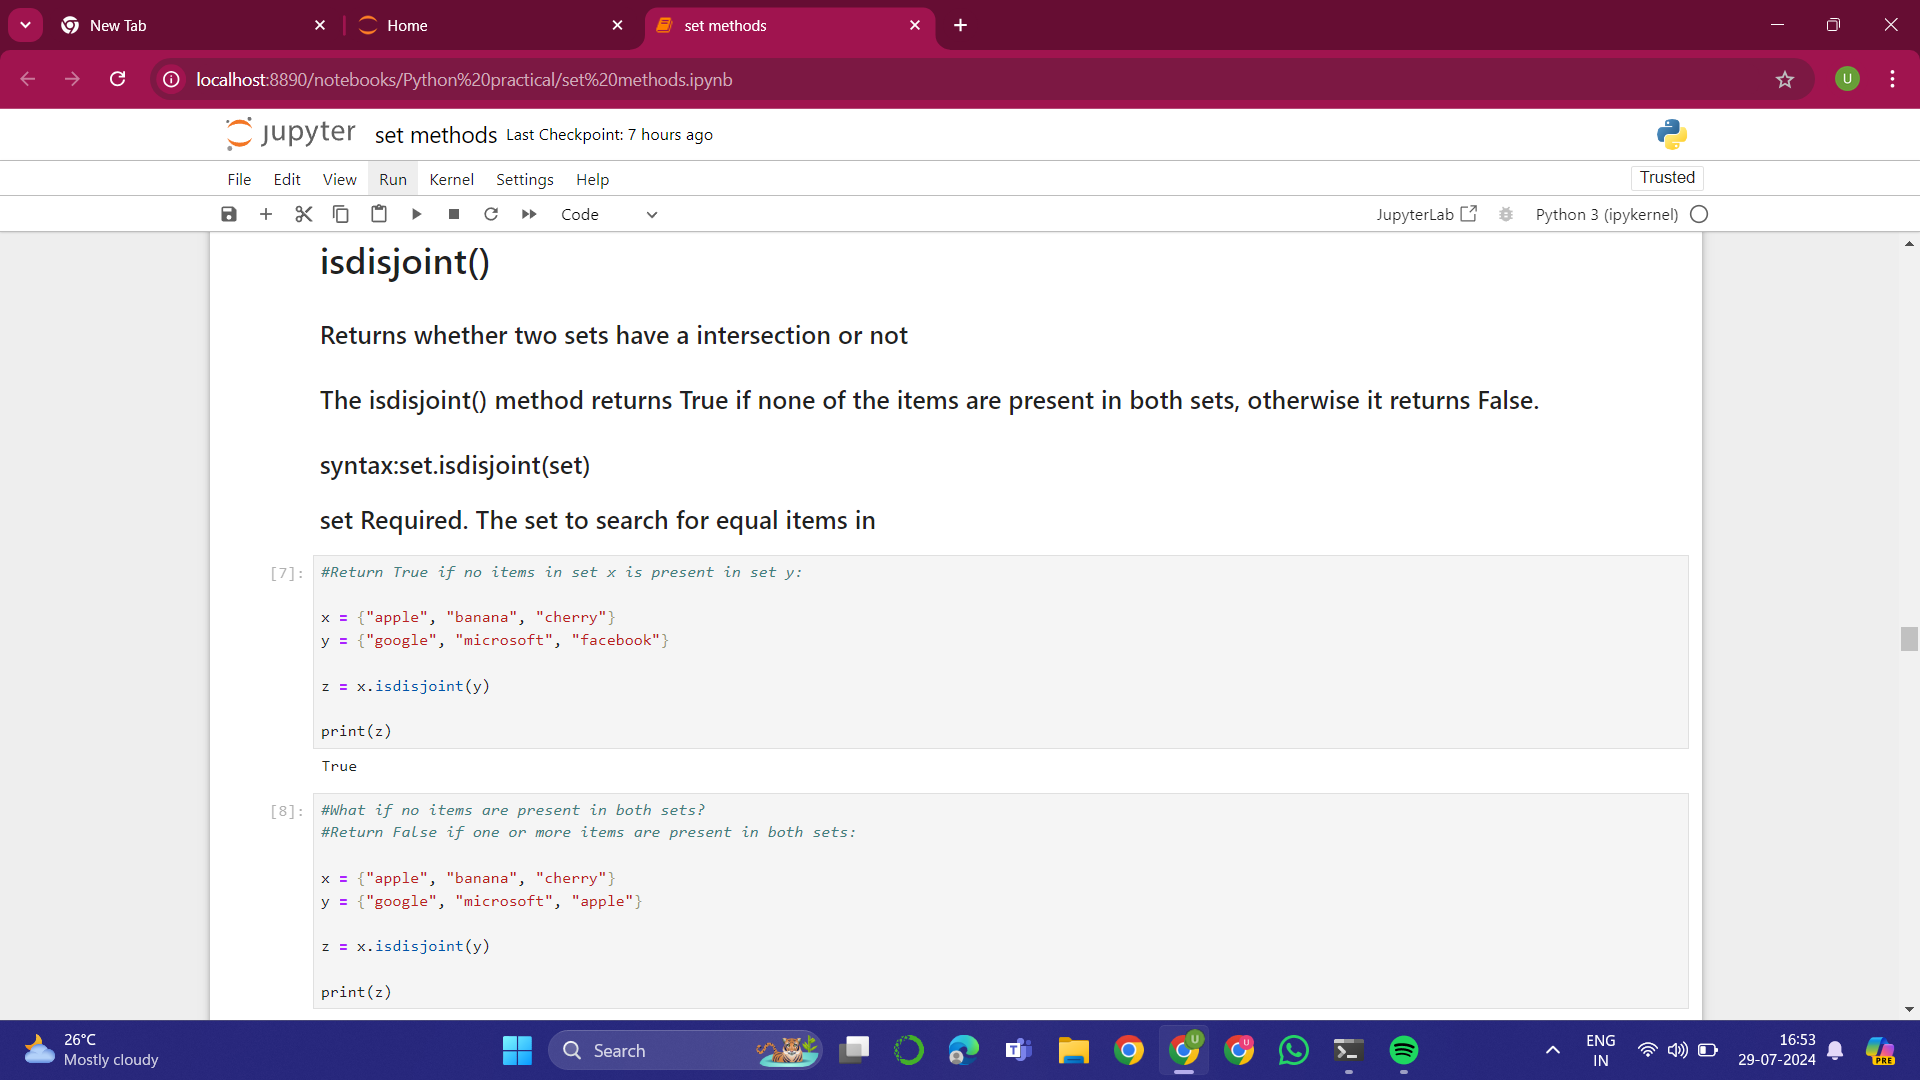 New Tab
Home
set methods
localhost:8890/notebooks/Python%20practical/set%20methods.ipynb
U
jupyter set methods Last Checkpoint: 7 hours ago
File Edit View Run Kernel Settings Help
Trusted
Code
JupyterLab
Python 3 (ipykernel)
isdisjoint()
Returns whether two sets have a intersection or not
The isdisjoint() method returns True if none of the items are present in both sets, otherwise it returns False.
syntax:set.isdisjoint(set)
set Required. The set to search for equal items in
[7]:
#Return True if no items in set x is present in set y:
x = {"apple", "banana", "cherry"}
y = {"google", "microsoft", "facebook"}
z = x.isdisjoint(y)
print(z)
True
[8]:
#What if no items are present in both sets?
#Return False if one or more items are present in both sets:
x = {"apple", "banana", "cherry"}
y = {"google", "microsoft", "apple"}
z = x.isdisjoint(y)
print(z)
26°C
Mostly cloudy
Search
ENG
IN
16:53
29-07-2024
PRE